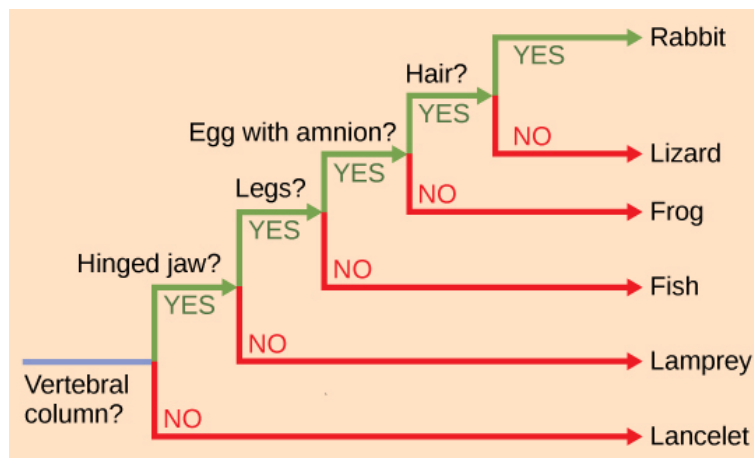 Rabbit
YES
Hair?
YES
NO
Egg with amnion?
Lizard
YES
Legs?
NO
Frog
YES
Hinged jaw?
NO
Fish
YES
NO
Lamprey
Vertebral
column?
NO
Lancelet